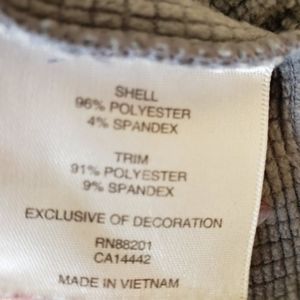 SHELL
96% POLYESTER
4% SPANDEX
TRIM
91% POLYESTER
9% SPANDEX
EXCLUSIVE OF DECORATION
RN88201
CA14442
MADE IN VIETNAM